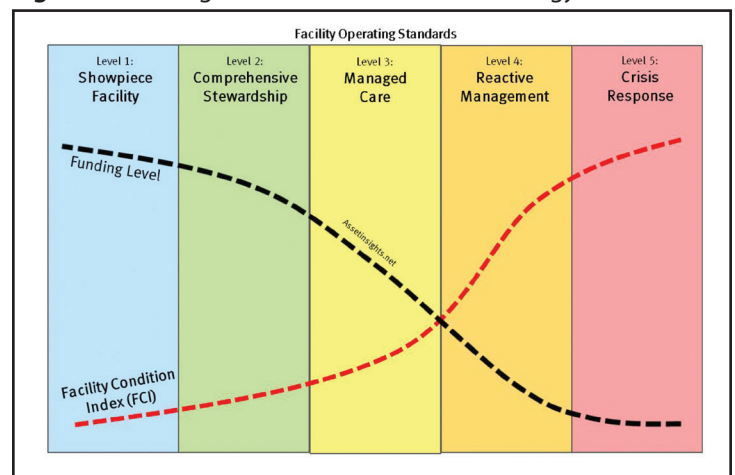 Facility Operating Standards
Level 1:
Showpiece
Facility
Level 2:
Comprehensive
Stewardship
Level 3:
Managed
Care
Level 4:
Reactive
Management
Level 5:
Crisis
Response
Funding Level
Assetinsights.net
Facility Condition
Index (FCI)